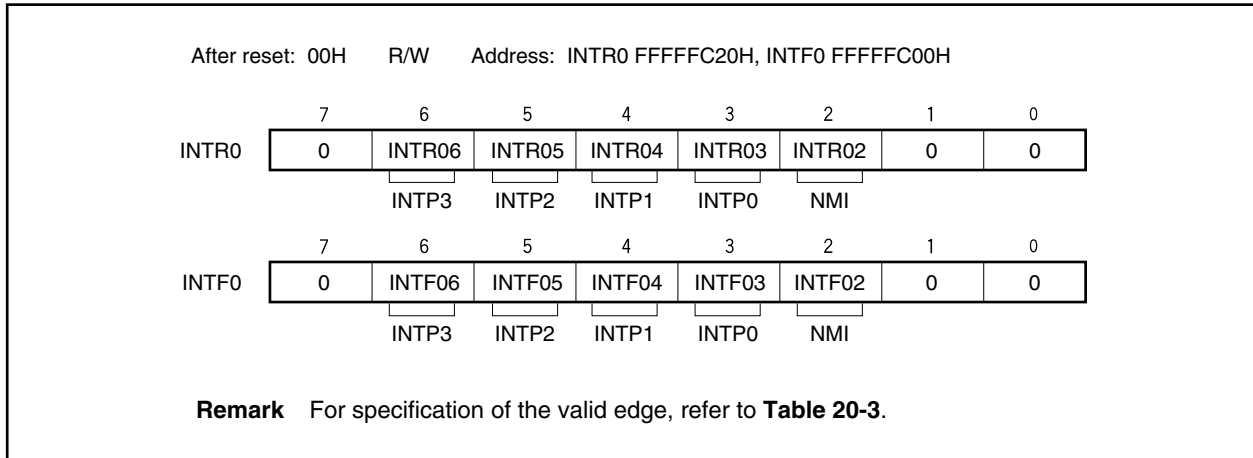 After reset: 00H R/W Address: INTR0 FFFFFC20H, INTF0 FFFFFC00H
7 6 5 4 3 2 1 0
INTR0 0 INTR06 INTR05 INTR04 INTR03 INTR02 0 0
INTP3 INTP2 INTP1 INTP0 NMI
7 6 5 4 3 2 1 0
INTF0 0 INTF06 INTF05 INTF04 INTF03 INTF02 0 0
INTP3 INTP2 INTP1 INTP0 NMI
Remark For specification of the valid edge, refer to Table 20-3.